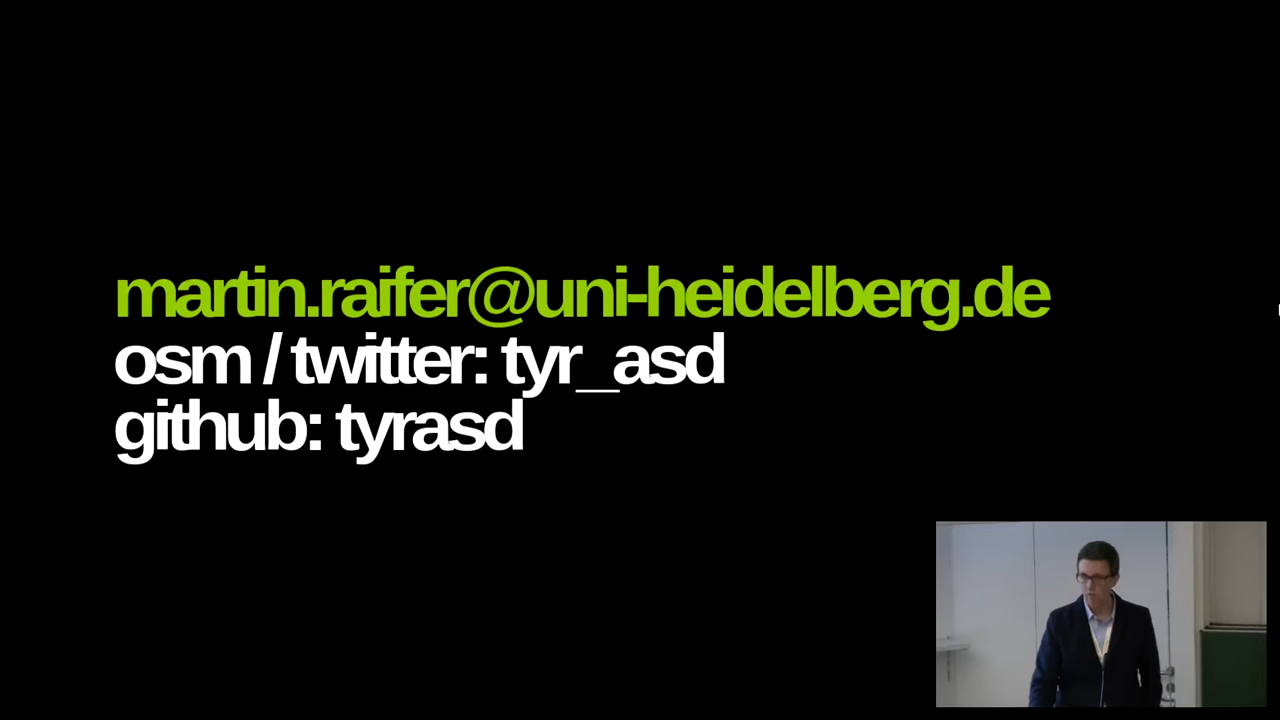 martin.raifer@uni-heidelberg.de
osm / twitter: tyr_asd
github: tyrasd